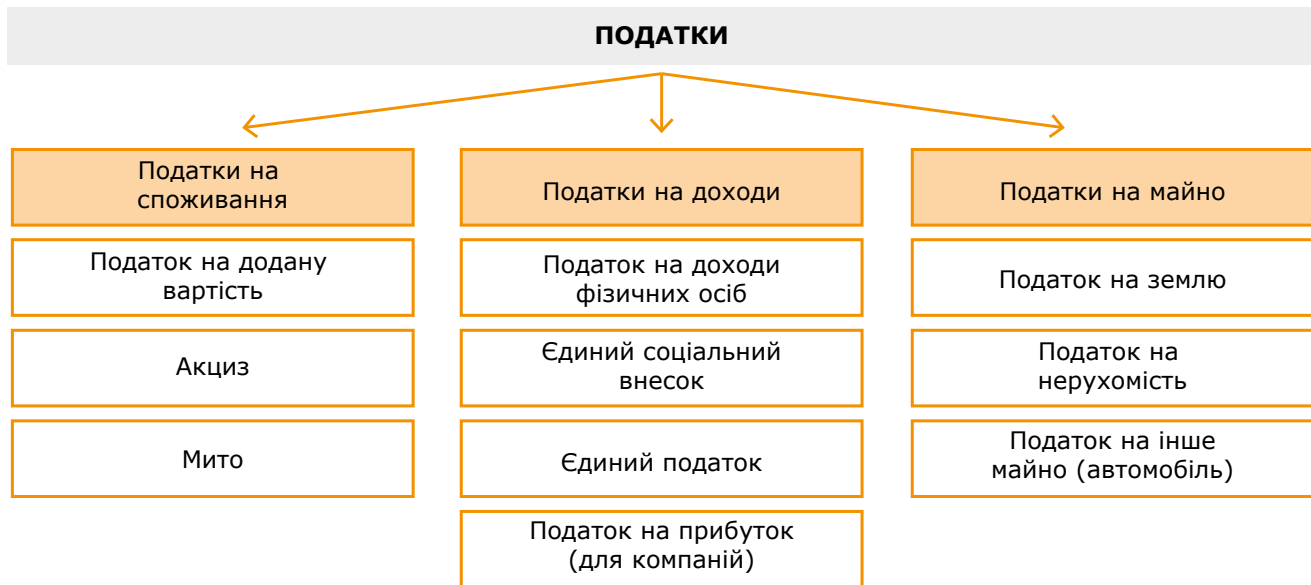 ПОДАТКИ
Податки на
споживання
Податок на додану
вартість
Акциз
Мито
Податки на доходи
Податок на доходи
фізичних осіб
Єдиний соціальний
внесок
Єдиний податок
Податок на прибуток
(для компаній)
Податки на майно
Податок на землю
Податок на
нерухомість
Податок на інше
майно (автомобіль)